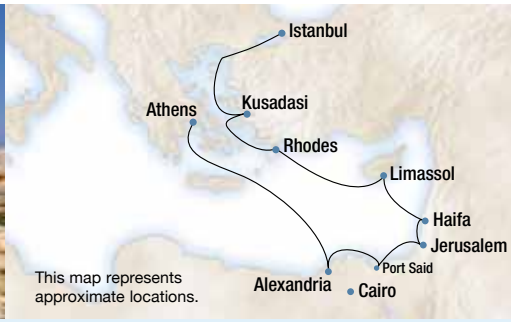 Istanbul
Athens
Kusadasi
Rhodes
Limassol
Haifa
Jerusalem
Port Said
Alexandria
Cairo
This map represents
approximate locations.